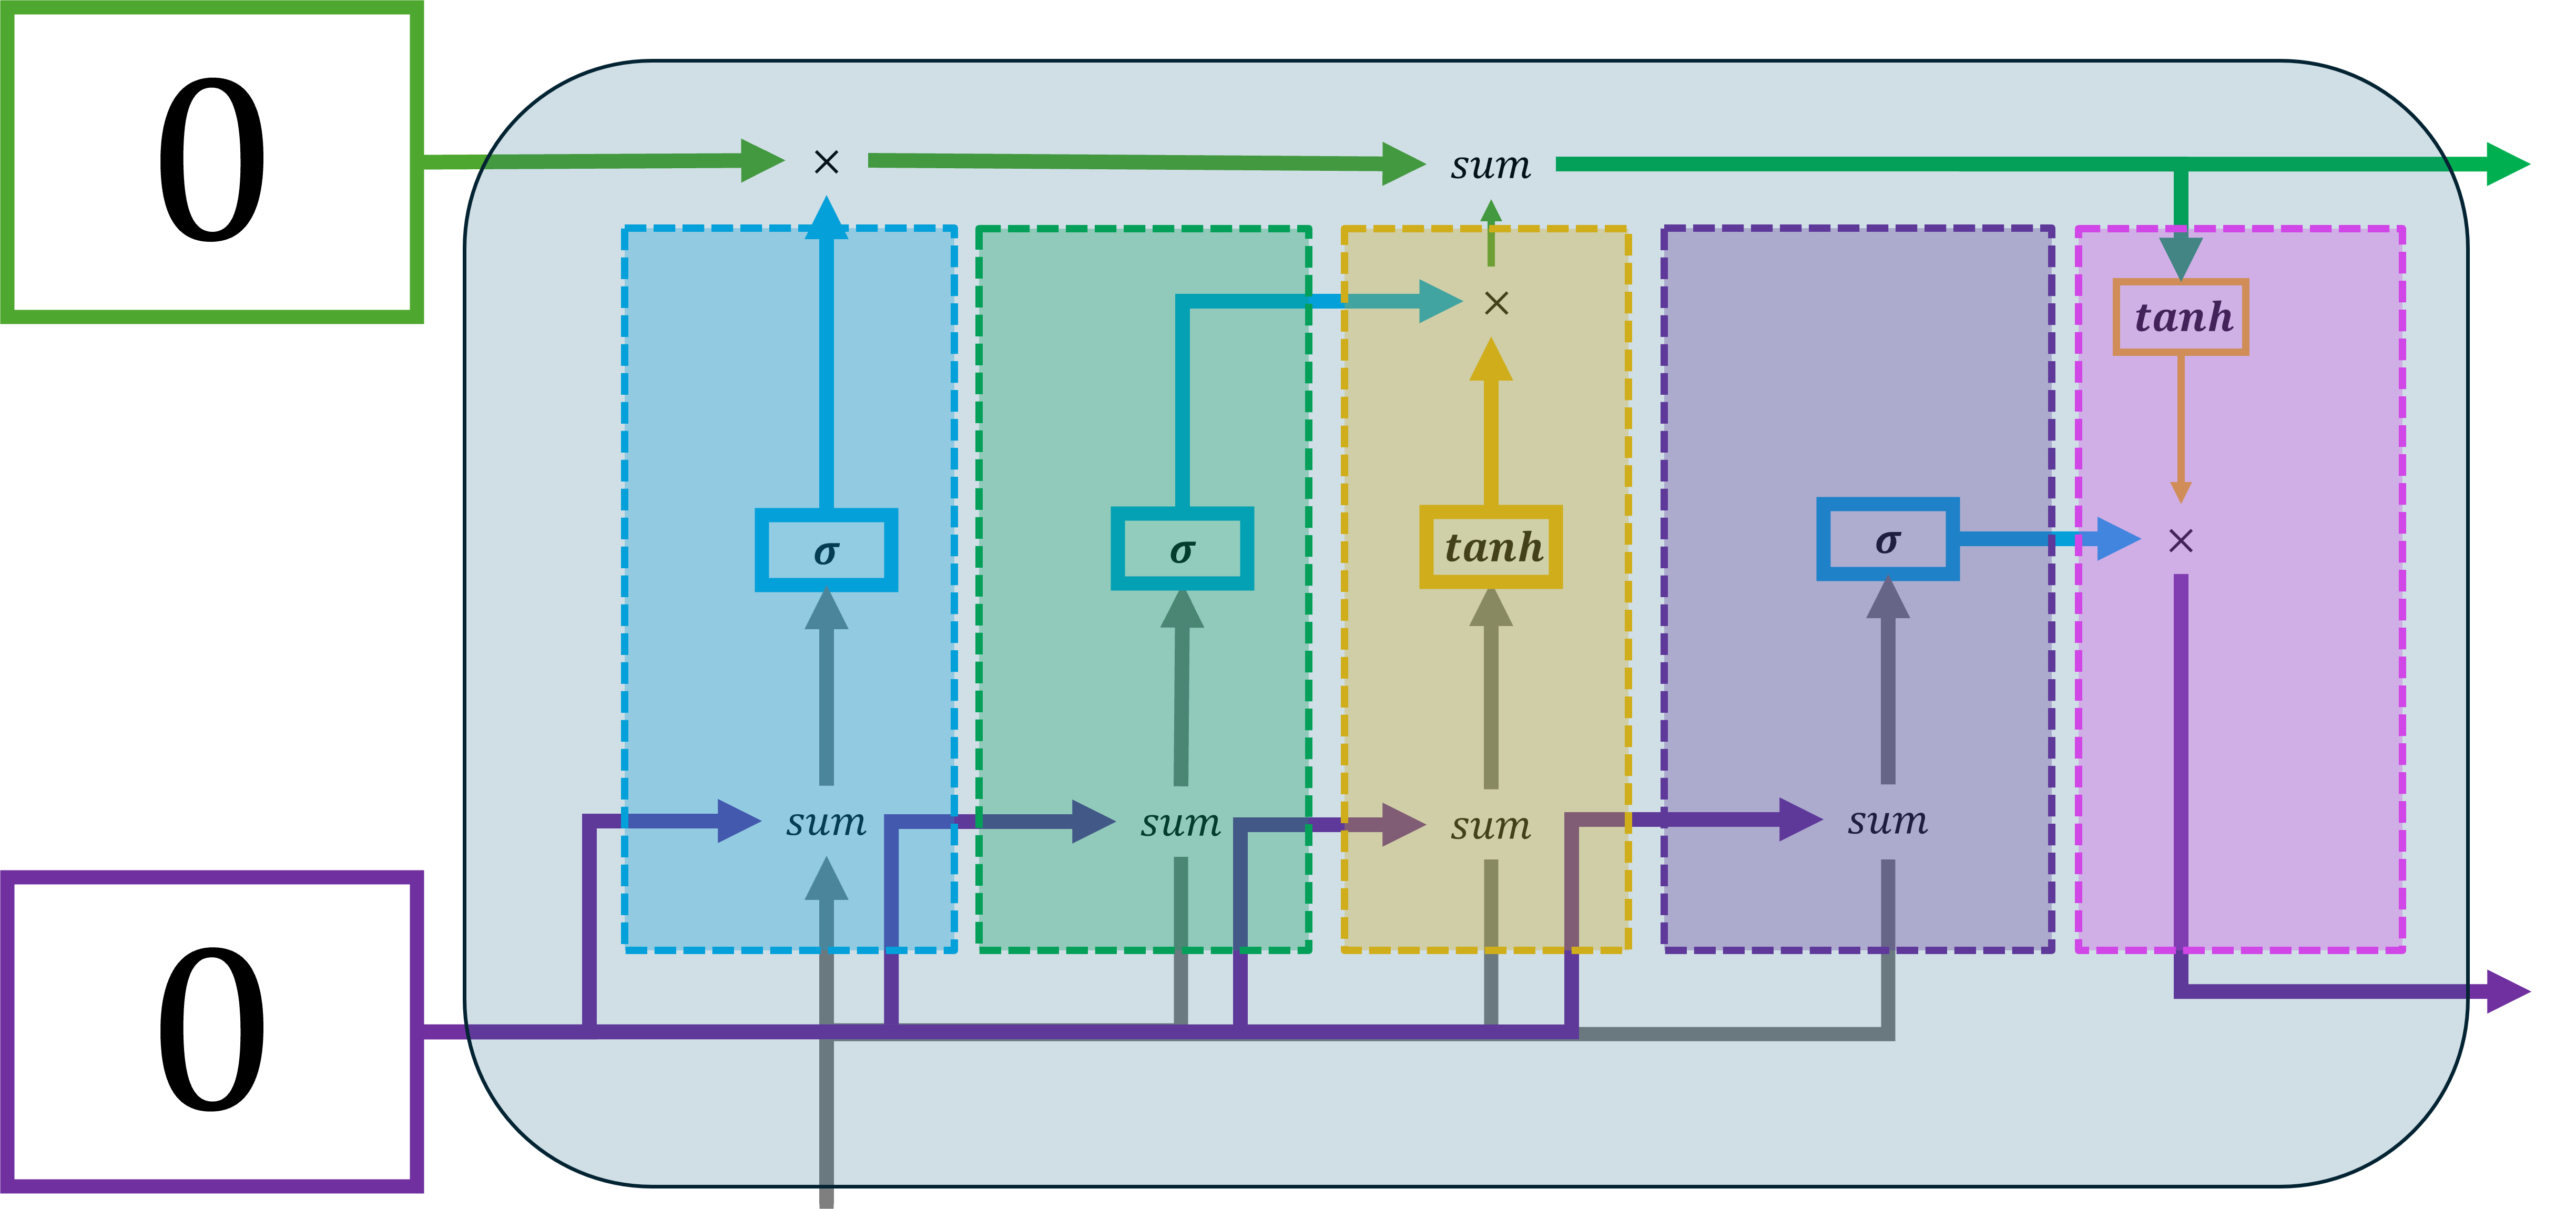 0
× sum
×
tanh
σ σ tanh σ ×
sum sum sum sum
0